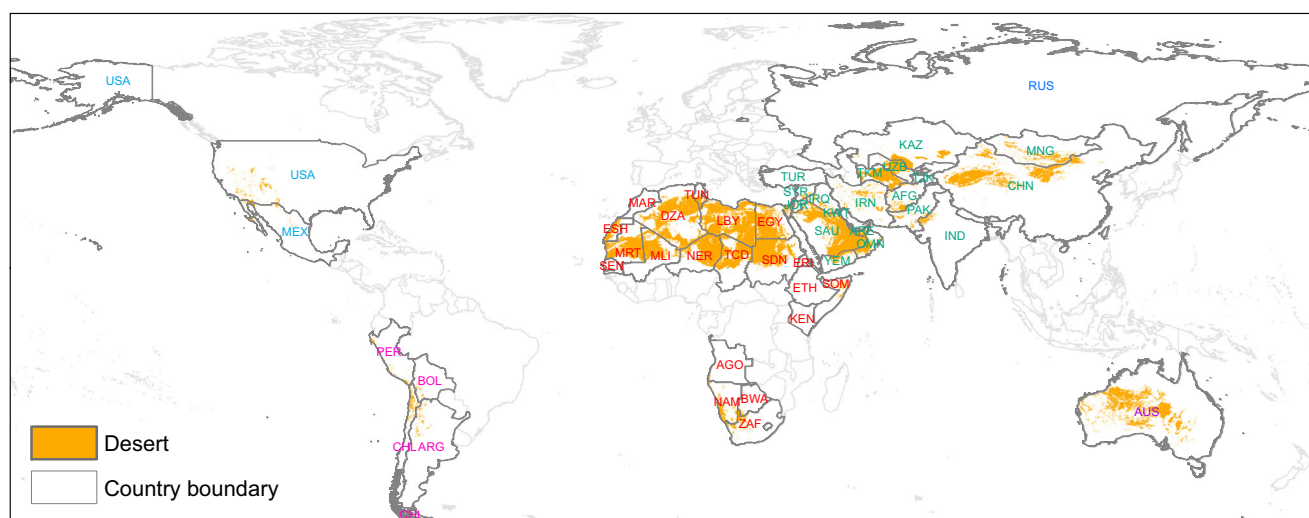 USA
RUS
USA
MEX
KAZ
MNG
UZB
TKM
TJK
CHN
TUR
SYR
IRQ
JOR
IRN
AFG
PAK
KWT
SAU
ARE
OMN
YEM
IND
MAR
TUN
DZA
LBY
EGY
ESH
MRT
MLI
NER
TCD
SDN
ERI
SEN
ETH
SOM
KEN
AGO
NAM
BWA
ZAF
PER
BOL
CHL
ARG
CHL
AUS
Desert
Country boundary